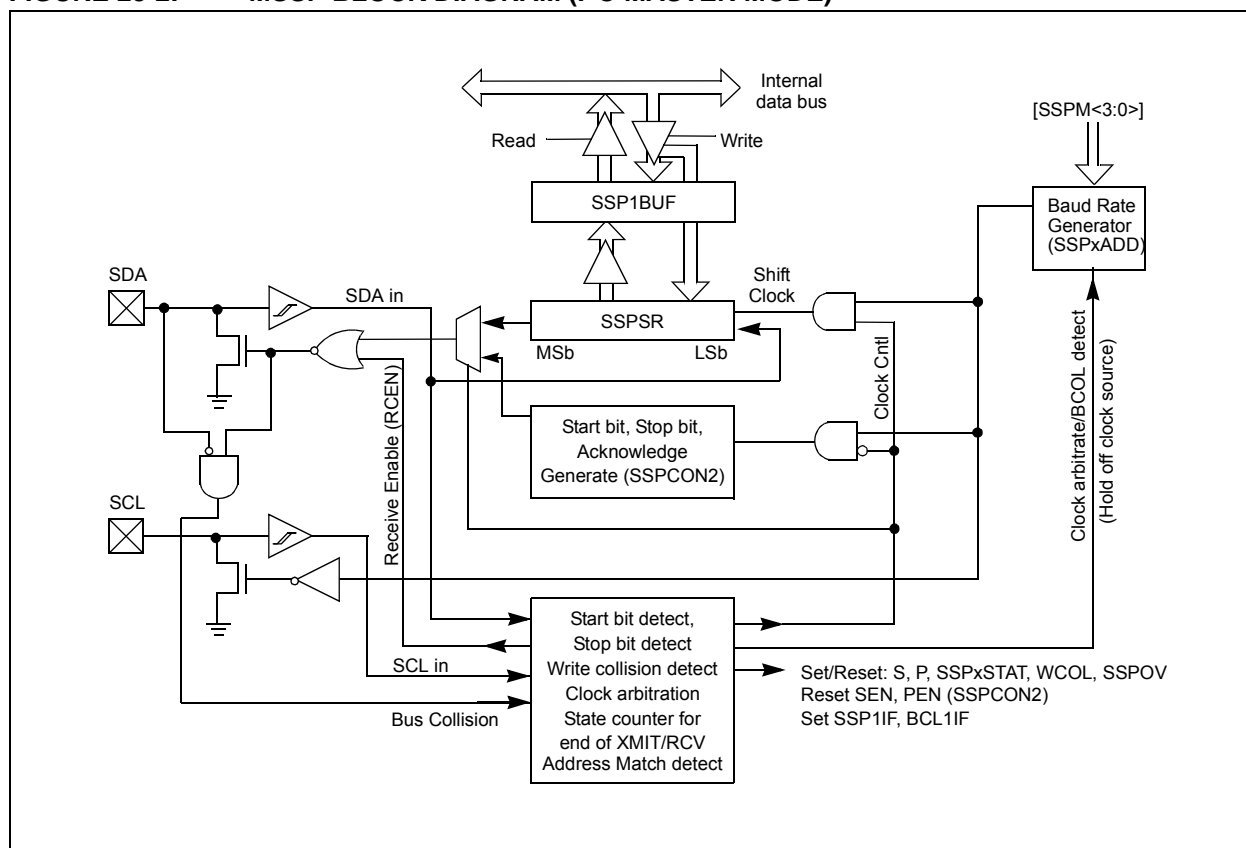 Internal
data bus
[SSPM<3:0>]
Read
Write
SSP1BUF
Baud Rate
Generator
(SSPxADD)
SDA
SDA in
Shift
Clock
SSPSR
MSb
LSb
Start bit, Stop bit,
Acknowledge
Generate (SSPCON2)
Clock Cntl
Clock arbitrate/BCOL detect
(Hold off clock source)
Receive Enable (RCEN)
SCL
SCL in
Bus Collision
Start bit detect,
Stop bit detect
Write collision detect
Clock arbitration
State counter for
end of XMIT/RCV
Address Match detect
Set/Reset: S, P, SSPxSTAT, WCOL, SSPOV
Reset SEN, PEN (SSPCON2)
Set SSP1IF, BCL1IF